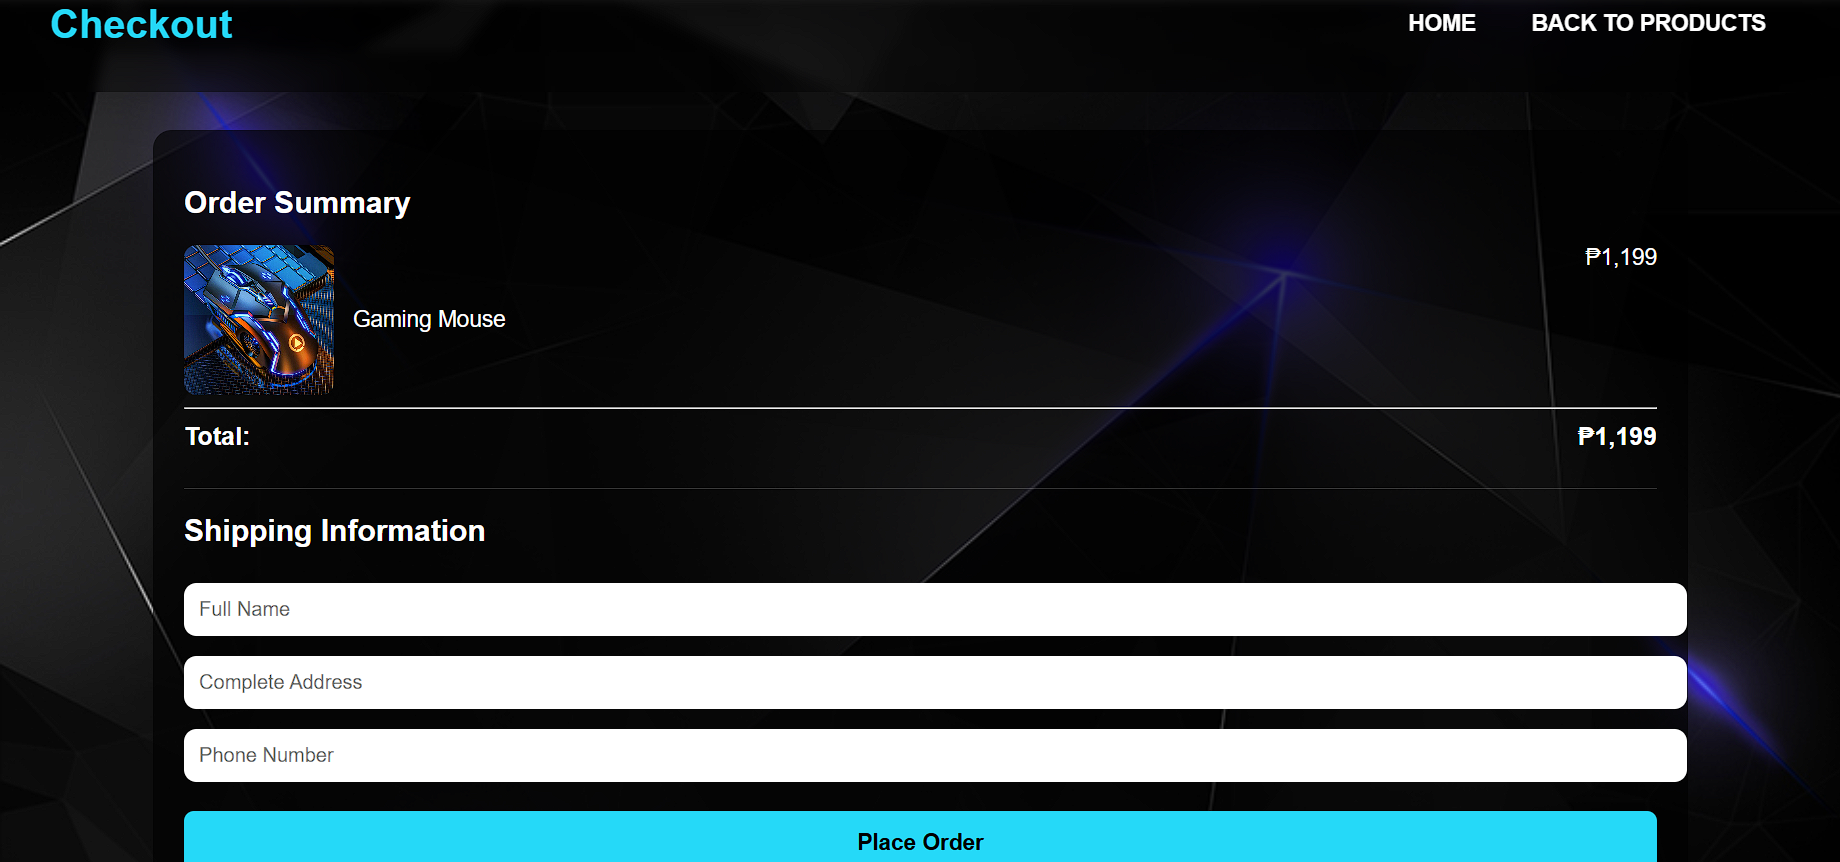 Checkout
HOME BACK TO PRODUCTS
Order Summary
Gaming Mouse
₱1,199
Total: ₱1,199
Shipping Information
Full Name
Complete Address
Phone Number
Place Order